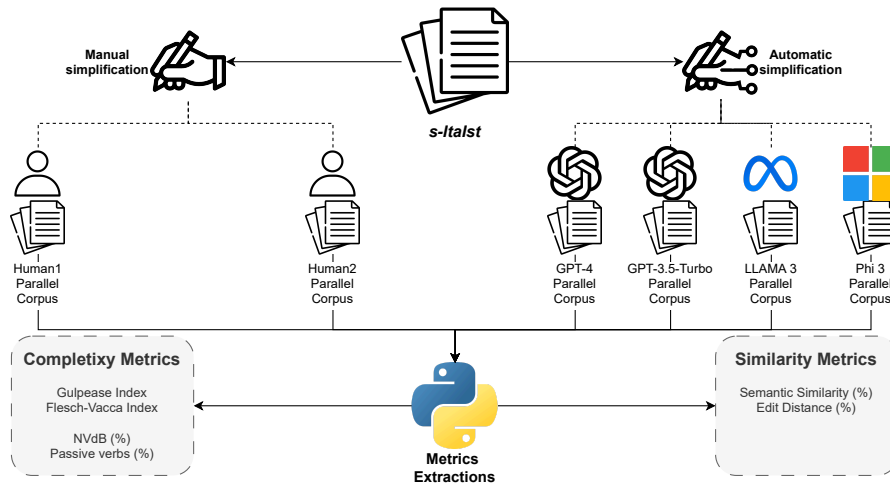 Manual
simplification
Automatic
simplification
s-ItaIst
Human1
Parallel
Corpus
Human2
Parallel
Corpus
GPT-4
Parallel
Corpus
GPT-3.5-Turbo
Parallel
Corpus
LLAMA 3
Parallel
Corpus
Phi 3
Parallel
Corpus
Completixy Metrics
Gulpease Index
Flesch-Vacca Index
NVdB (%)
Passive verbs (%)
Metrics
Extractions
Similarity Metrics
Semantic Similarity (%)
Edit Distance (%)